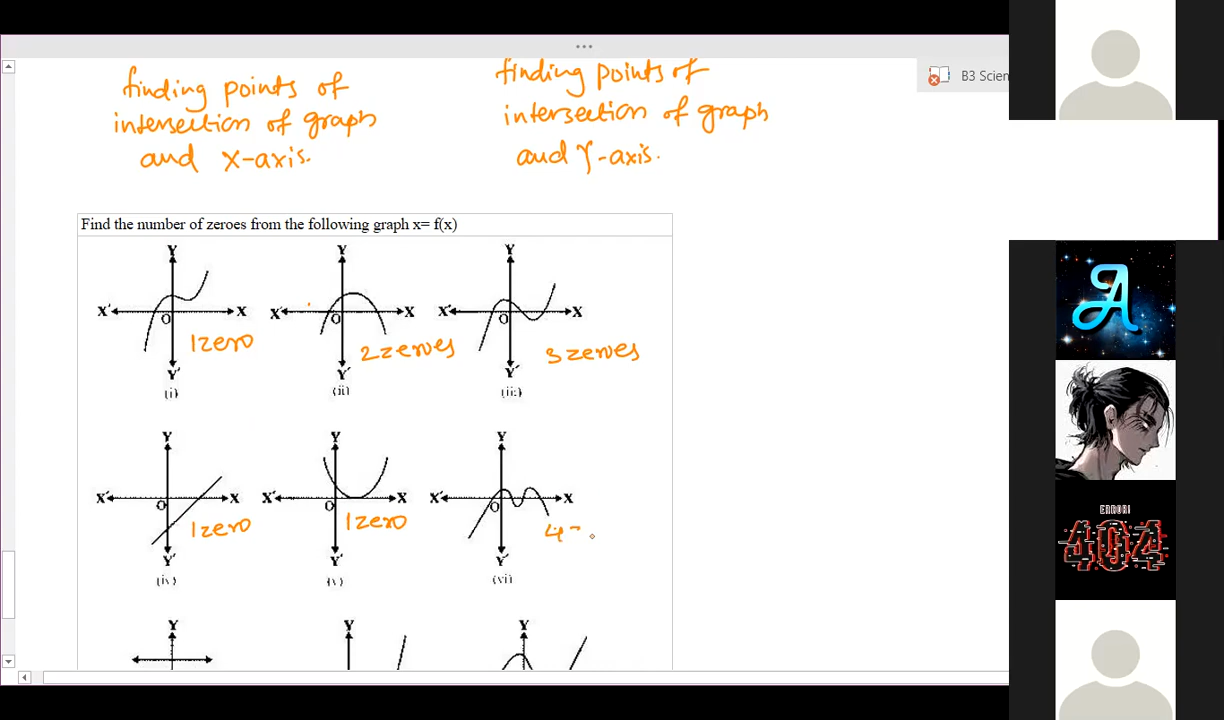 finding points of
intersection of graph
and X-axis.
finding points of
intersection of graph
and Y-axis.
B3 Scien
Find the number of zeroes from the following graph x= f(x)
Y
Y
Y
X' O X
X' O X
X' O X
1zero
2zeroes
3zeroes
Y'
Y'
Y'
(i)
(ii)
(iii)
Y
Y
Y
X' O X
X' O X
X' O X
1zero
1zero
4
Y'
Y'
Y'
(iv)
(v)
(vi)
Y
Y
Y
A
ERROR!
404